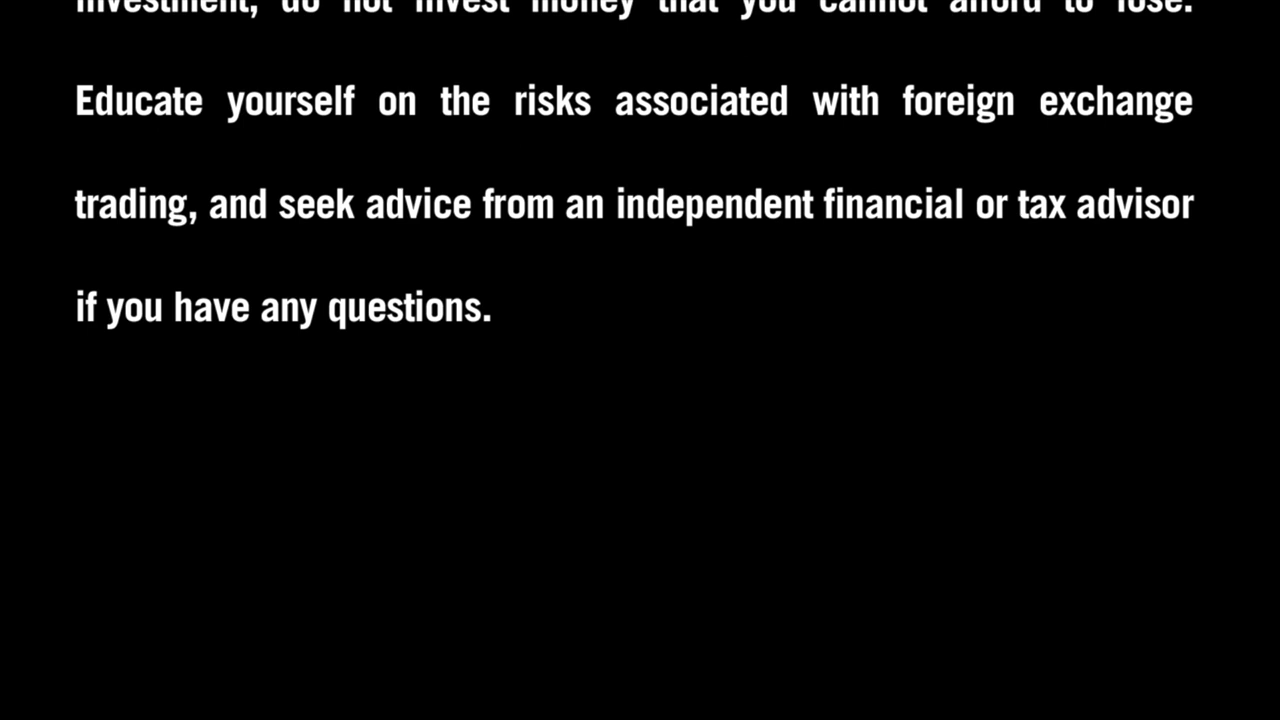 investment, do not invest money that you cannot afford to lose.
Educate yourself on the risks associated with foreign exchange
trading, and seek advice from an independent financial or tax advisor
if you have any questions.